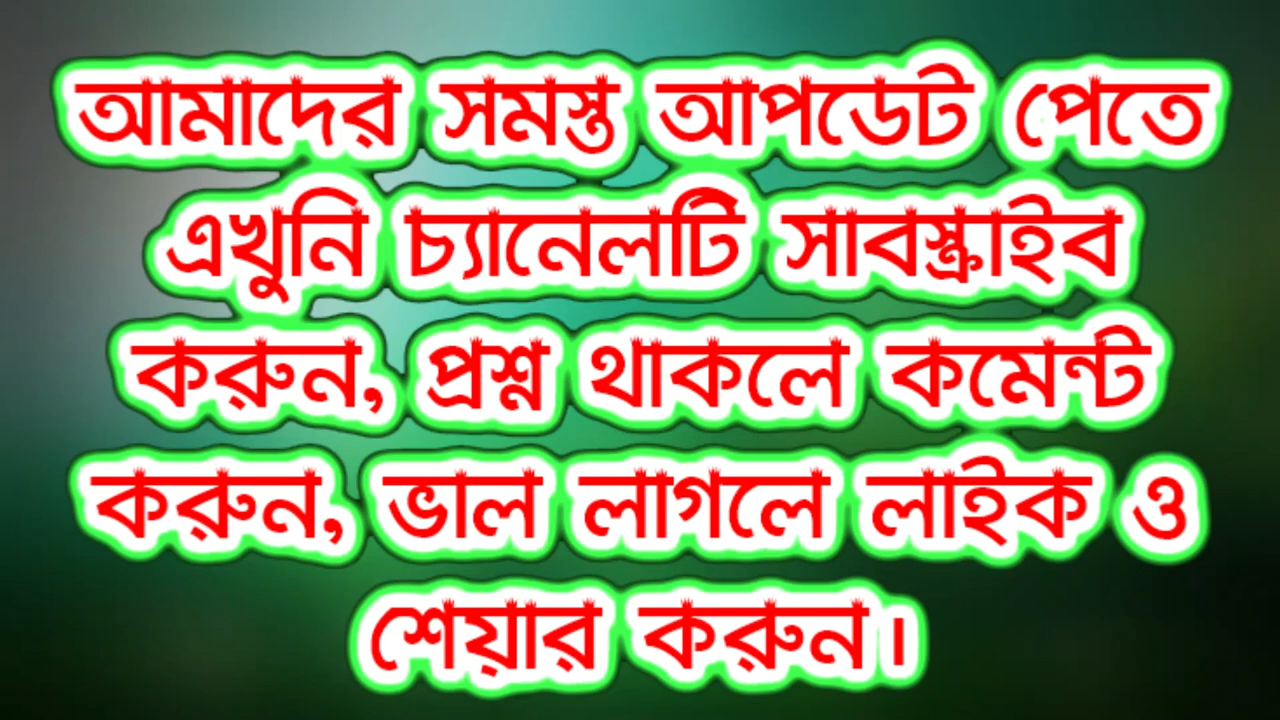 আমাদের সমস্ত আপডেট পেতে
এখুনি চ্যানেলটি সাবস্ক্রাইব
করুন, প্রশ্ন থাকলে কমেন্ট
করুন, ভাল লাগলে লাইক ও
শেয়ার করুন।